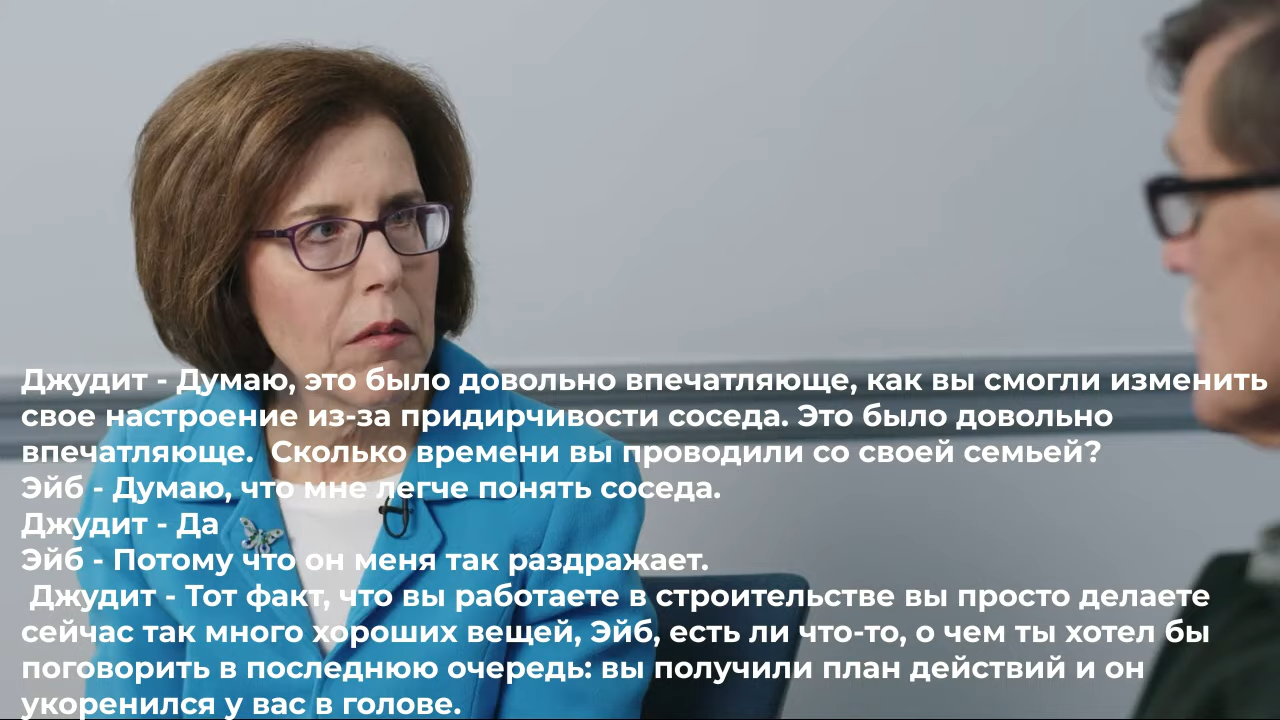 Джудит - Думаю, это было довольно впечатляюще, как вы смогли изменить
свое настроение из-за придирчивости соседа. Это было довольно
впечатляюще.  Сколько времени вы проводили со своей семьей?
Эйб - Думаю, что мне легче понять соседа.
Джудит - Да
Эйб - Потому что он меня так раздражает.
Джудит - Тот факт, что вы работаете в строительстве вы просто делаете
сейчас так много хороших вещей, Эйб, есть ли что-то, о чем ты хотел бы
поговорить в последнюю очередь: вы получили план действий и он
укоренился у вас в голове.